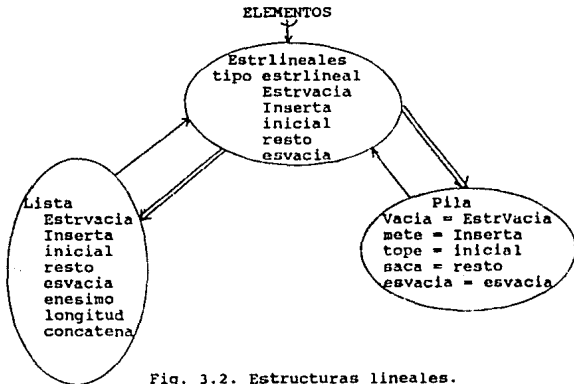 ELEMENTOS
Estrlineales
tipo estrlineal
Estrvacia
Inserta
inicial
resto
esvacia
Lista
Estrvacia
Inserta
inicial
resto
esvacia
enesimo
longitud
concatena
Pila
Vacia = EstrVacia
mete = Inserta
tope = inicial
saca = resto
esvacia = esvacia
Fig. 3.2. Estructuras lineales.